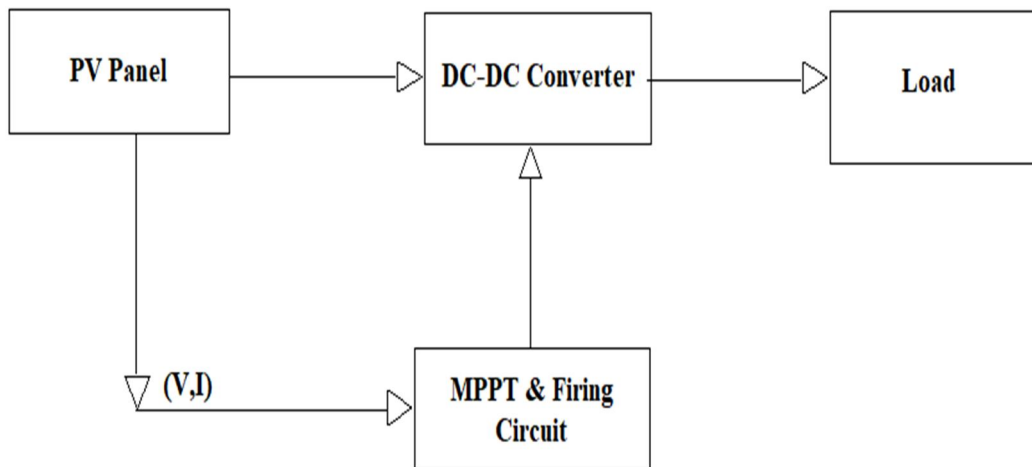 PV Panel
DC-DC Converter
Load
(V,I)
MPPT & Firing
Circuit